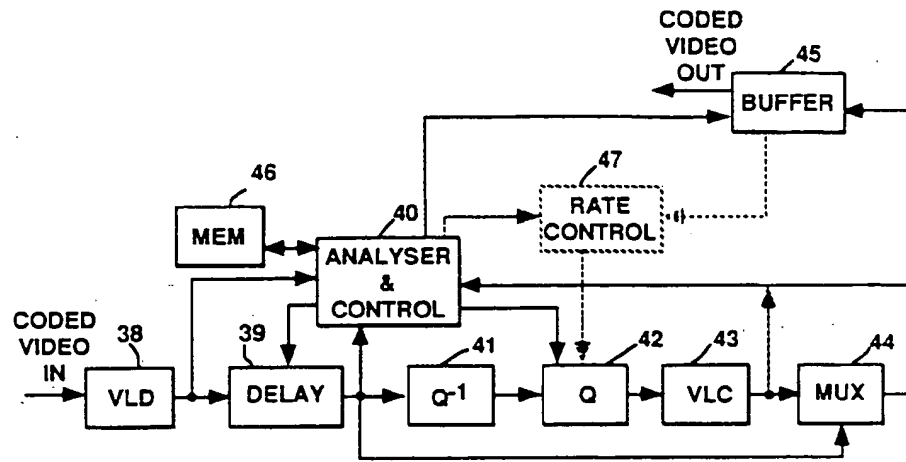 CODED
VIDEO
OUT
45
BUFFER
47
RATE
CONTROL
46
MEM
40
ANALYSER
&
CONTROL
CODED
VIDEO
IN
38
VLD
39
DELAY
41
Q-1
42
Q
43
VLC
44
MUX